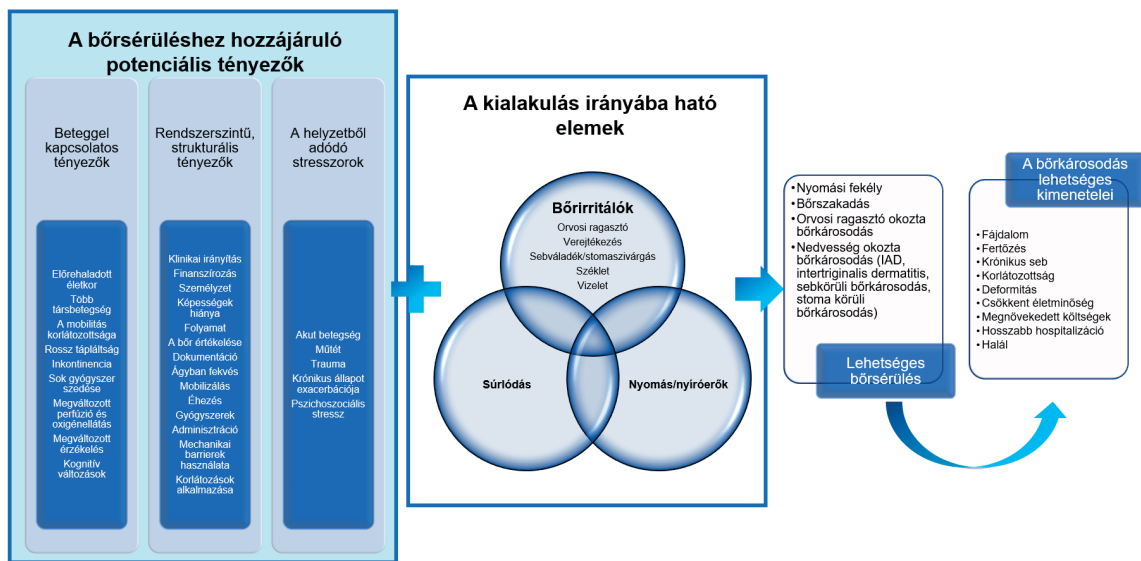 A bőrsérüléshez hozzájáruló
potenciális tényezők
Beteggel
kapcsolatos
tényezők
Előrehaladott
életkor
Több
társbetegség
A mobilitás
korlátozottsága
Rossz tápláltság
Inkontinencia
Sok gyógyszer
szedése
Megváltozott
perfúzió és
oxigénellátás
Megváltozott
érzékelés
Kognitív
változások
Rendszerszintű,
strukturális
tényezők
Klinikai irányítás
Finanszírozás
Személyzet
Képességek
hiánya
Folyamat
A bőr értékelése
Dokumentáció
Ágyban fekvés
Mobilizálás
Éhezés
Gyógyszerek
Adminisztráció
Mechanikai
barrierek
használata
Korlátozások
alkalmazása
A helyzetből
adódó
stresszorok
Akut betegség
Műtét
Trauma
Krónikus állapot
exacerbációja
Pszichoszociális
stressz
A kialakulás irányába ható
elemek
Bőrirritálók
Orvosi ragasztó
Verejtékezés
Sebváladék/stomaszivárgás
Széklet
Vizelet
Súrlódás
Nyomás/nyíróerők
•Nyomási fekély
•Bőrszakadás
•Orvosi ragasztó okozta
bőrkárosodás
•Nedvesség okozta
bőrkárosodás (IAD,
intertriginalis dermatitis,
sebkörüli bőrkárosodás,
stoma körüli
bőrkárosodás)
Lehetséges
bőrsérülés
A bőrkárosodás
lehetséges
kimenetelei
•Fájdalom
•Fertőzés
•Krónikus seb
•Korlátozottság
•Deformitás
•Csökkent életminőség
•Megnövekedett költségek
•Hosszabb hospitalizáció
•Halál